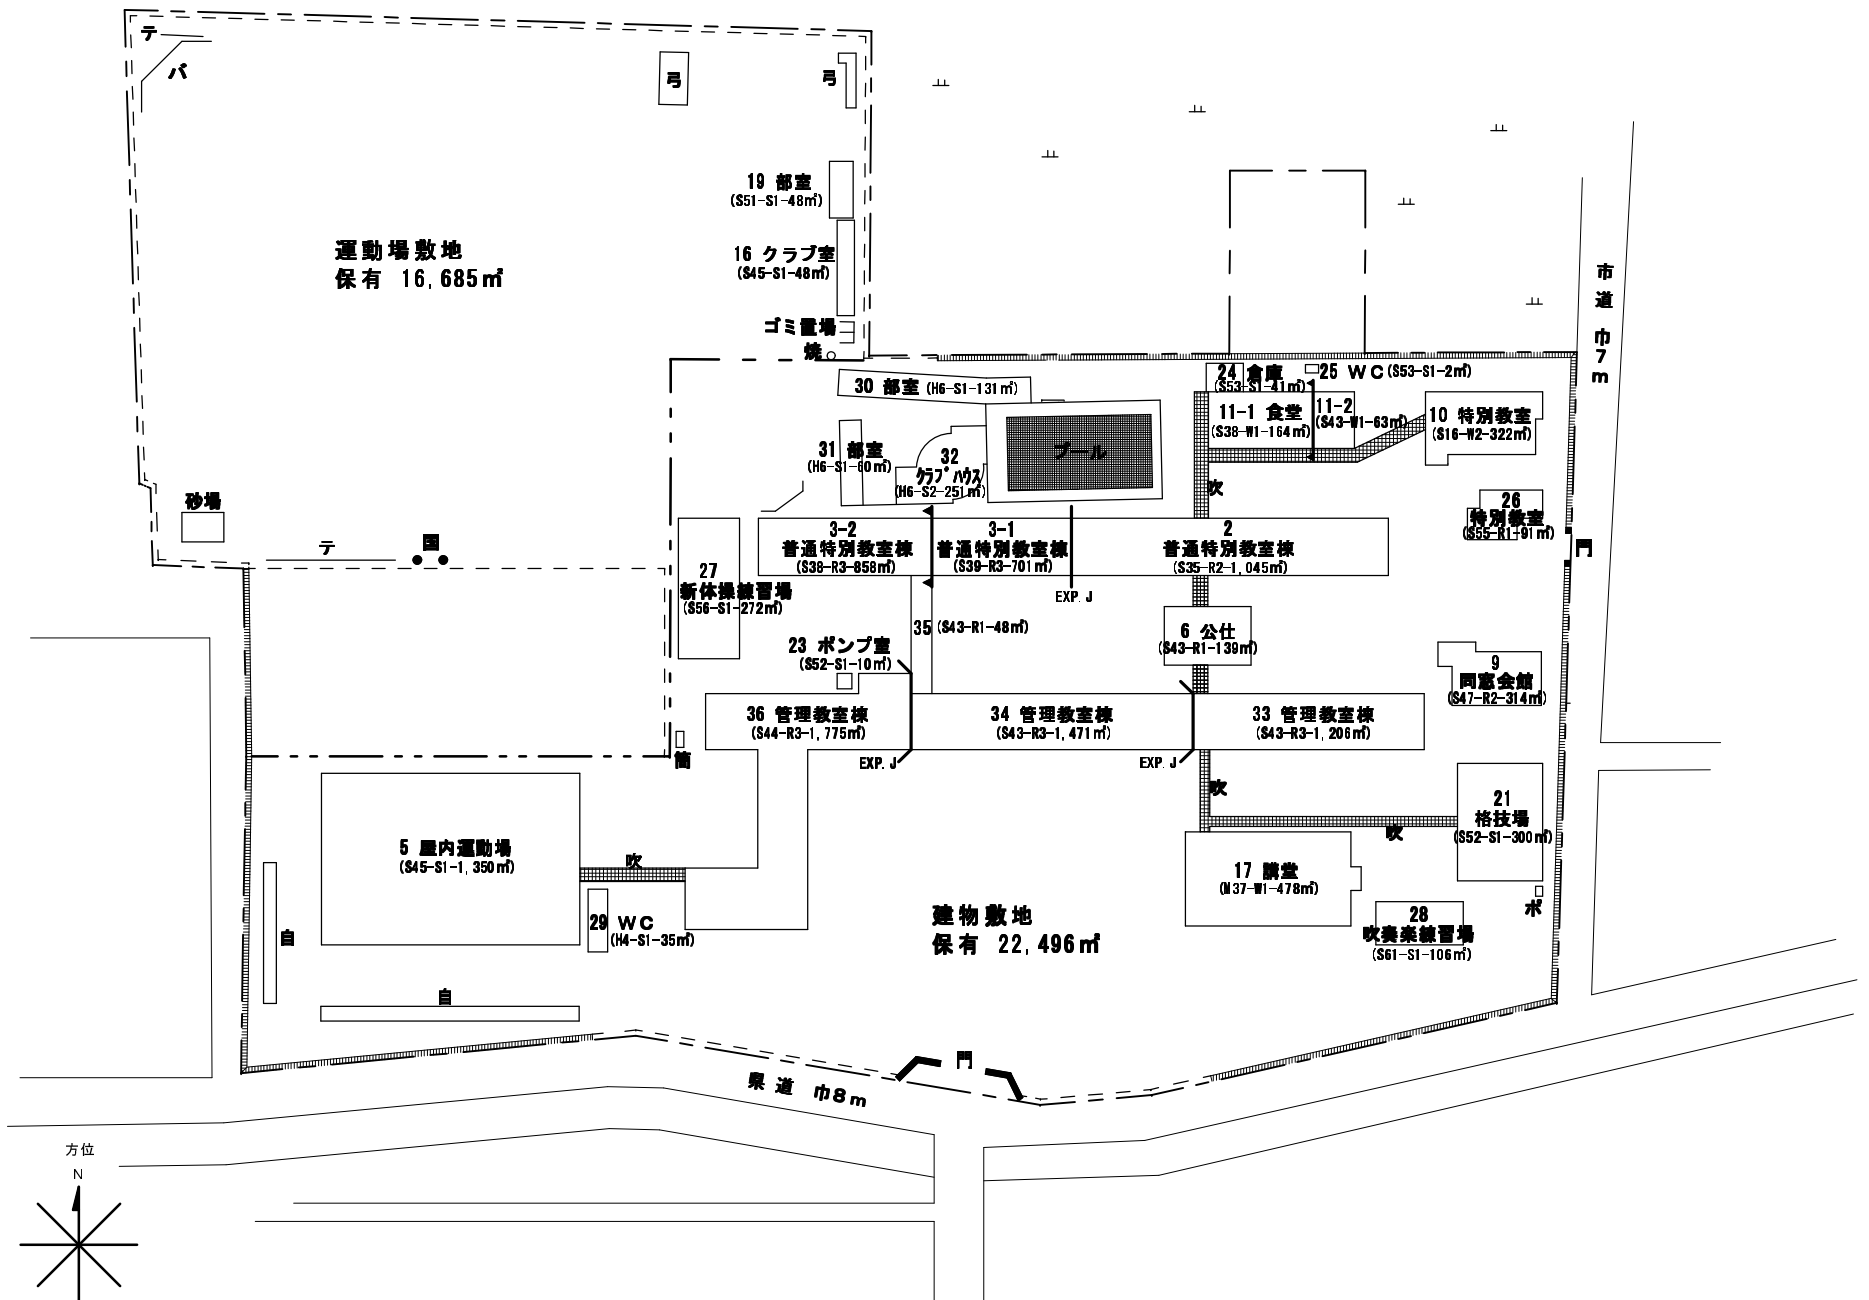 テ
バ
弓
弓
19 部室
(S51-S1-48㎡)
16 クラブ室
(S45-S1-48㎡)
運動場敷地
保有 16,685㎡
市道 巾7m
ゴミ置場
焼
30 部室 (H6-S1-131㎡)
24 倉庫
(S53-S1-41㎡)
25 WC (S53-S1-2㎡)
11-1 食堂
(S38-W1-164㎡)
11-2
(S43-W1-63㎡)
10 特別教室
(S16-W2-322㎡)
31 部室
(H6-S1-60㎡)
32
クラブハウス
(H6-S2-251㎡)
プール
吹
砂場
26
特別教室
(S55-R1-91㎡)
門
テ
国
3-2
普通特別教室棟
(S38-R3-858㎡)
3-1
普通特別教室棟
(S39-R3-701㎡)
2
普通特別教室棟
(S35-R2-1,045㎡)
27
新体操練習場
(S56-S1-272㎡)
EXP.J
35 (S43-R1-48㎡)
6 公仕
(S43-R1-139㎡)
23 ポンプ室
(S52-S1-10㎡)
9
同窓会館
(S47-R2-314㎡)
36 管理教室棟
(S44-R3-1,775㎡)
34 管理教室棟
(S43-R3-1,471㎡)
33 管理教室棟
(S43-R3-1,206㎡)
EXP.J
EXP.J
吹
21
格技場
(S52-S1-300㎡)
吹
5 屋内運動場
(S45-S1-1,350㎡)
吹
17 講堂
(M37-W1-478㎡)
29 WC
(H4-S1-35㎡)
建物敷地
保有 22,496㎡
28
吹奏楽練習場
(S61-S1-106㎡)
ポ
自
自
門
県道 巾8m
方位
N